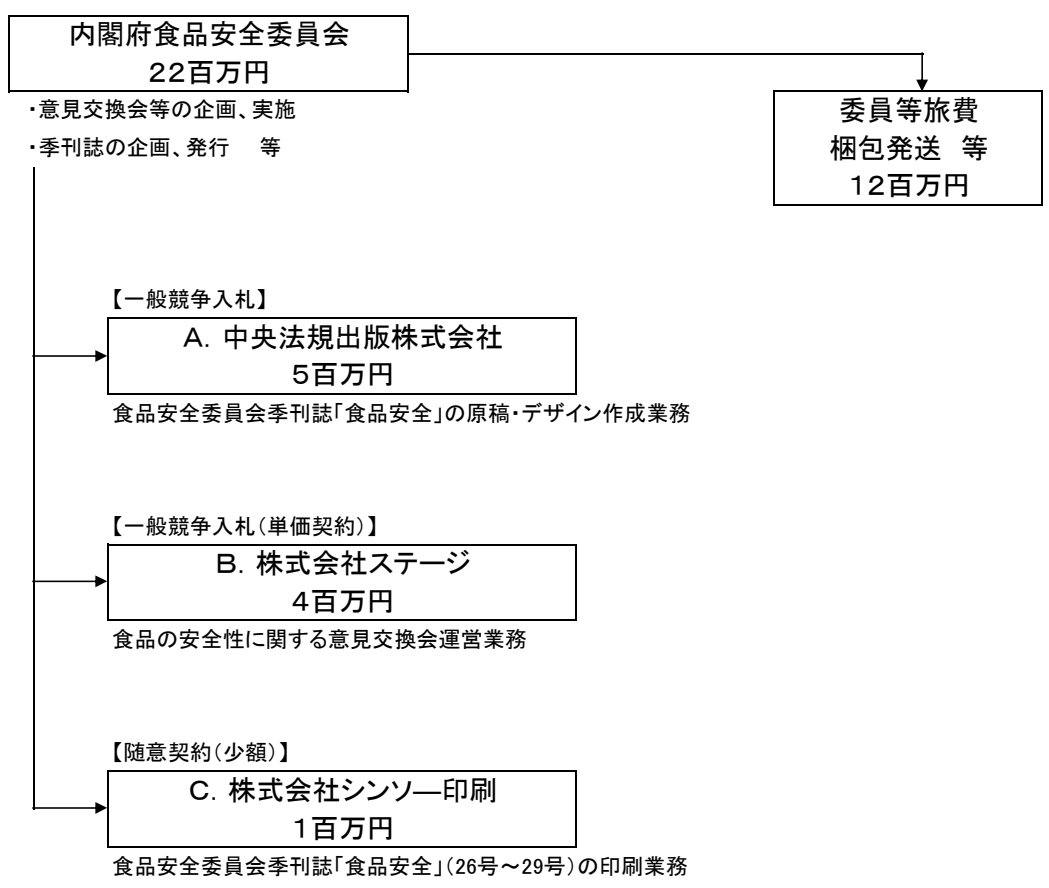 内閣府食品安全委員会
22百万円
・意見交換会等の企画、実施
・季刊誌の企画、発行　等
委員等旅費
梱包発送　等
12百万円
【一般競争入札】
A. 中央法規出版株式会社
5百万円
食品安全委員会季刊誌「食品安全」の原稿・デザイン作成業務
【一般競争入札（単価契約）】
B. 株式会社ステージ
4百万円
食品の安全性に関する意見交換会運営業務
【随意契約（少額）】
C. 株式会社シンソ―印刷
1百万円
食品安全委員会季刊誌「食品安全」（26号～29号）の印刷業務